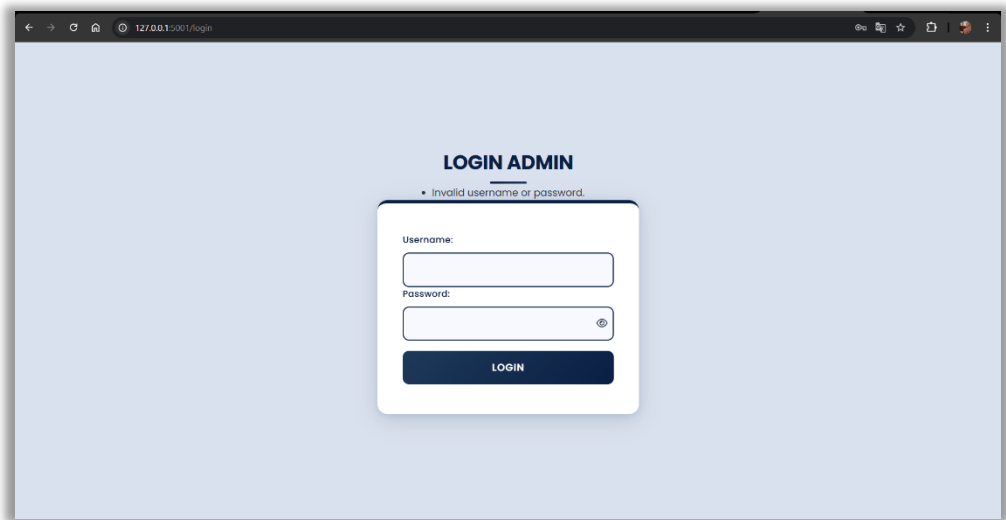 127.0.0.1:5001/login
LOGIN ADMIN
• Invalid username or password.
Username:
Password:
LOGIN